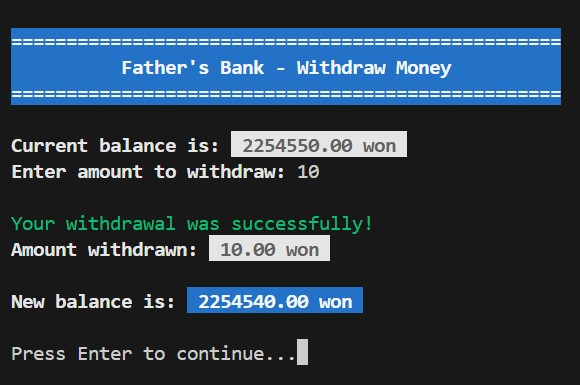 ==================================================
Father's Bank - Withdraw Money
==================================================
Current balance is: 2254550.00 won
Enter amount to withdraw: 10
Your withdrawal was successfully!
Amount withdrawn: 10.00 won
New balance is: 2254540.00 won
Press Enter to continue...